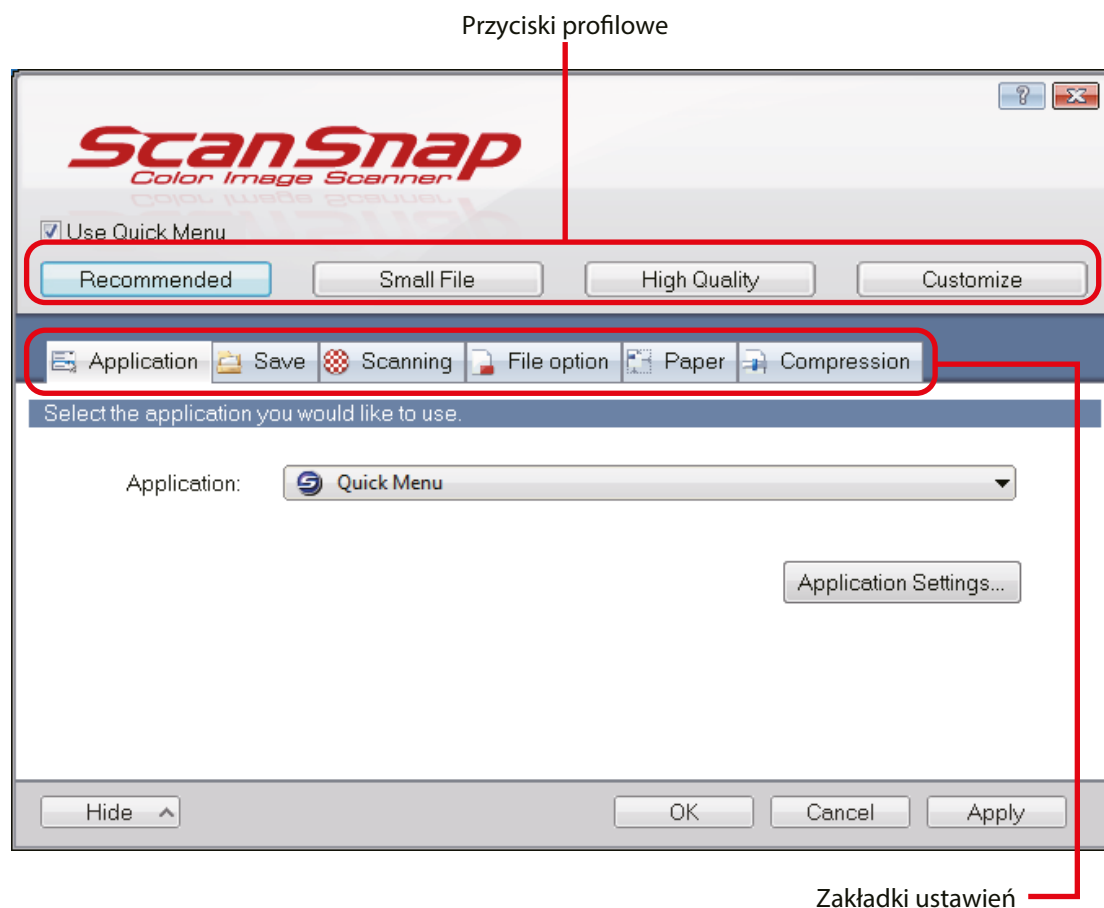 Przyciski profilowe
?
ScanSnap
Color Image Scanner
Use Quick Menu
Recommended Small File High Quality Customize
Application Save Scanning File option Paper Compression
Select the application you would like to use.
Application: Quick Menu
Application Settings...
Hide OK Cancel Apply
Zakładki ustawień